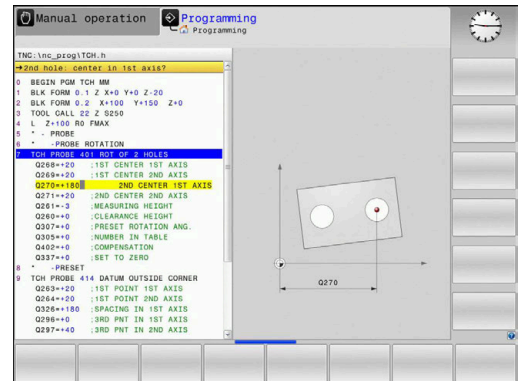 Manual operation
Programming
Programming
TNC:\nc_prog\TCH.h
→2nd hole: center in 1st axis?
0 BEGIN PGM TCH MM
1 BLK FORM 0.1 Z X+0 Y+0 Z-20
2 BLK FORM 0.2 X+100 Y+150 Z+0
3 TOOL CALL 22 Z S250
4 L Z+100 R0 FMAX
5 * - PROBE
6 * -PROBE ROTATION
7 TCH PROBE 401 ROT OF 2 HOLES
Q268=+20 ;1ST CENTER 1ST AXIS
Q269=+20 ;1ST CENTER 2ND AXIS
Q270=+180 2ND CENTER 1ST AXIS
Q271=+20 ;2ND CENTER 2ND AXIS
Q261=-3 ;MEASURING HEIGHT
Q260=+0 ;CLEARANCE HEIGHT
Q307=+0 ;PRESET ROTATION ANG.
Q305=+0 ;NUMBER IN TABLE
Q402=+0 ;COMPENSATION
Q337=+0 ;SET TO ZERO
8 * -PRESET
9 TCH PROBE 414 DATUM OUTSIDE CORNER
Q263=+20 ;1ST POINT 1ST AXIS
Q264=+20 ;1ST POINT 2ND AXIS
Q326=+180 ;SPACING IN 1ST AXIS
Q296=+0 ;3RD PNT IN 1ST AXIS
Q297=+40 ;3RD PNT IN 2ND AXIS
Q270